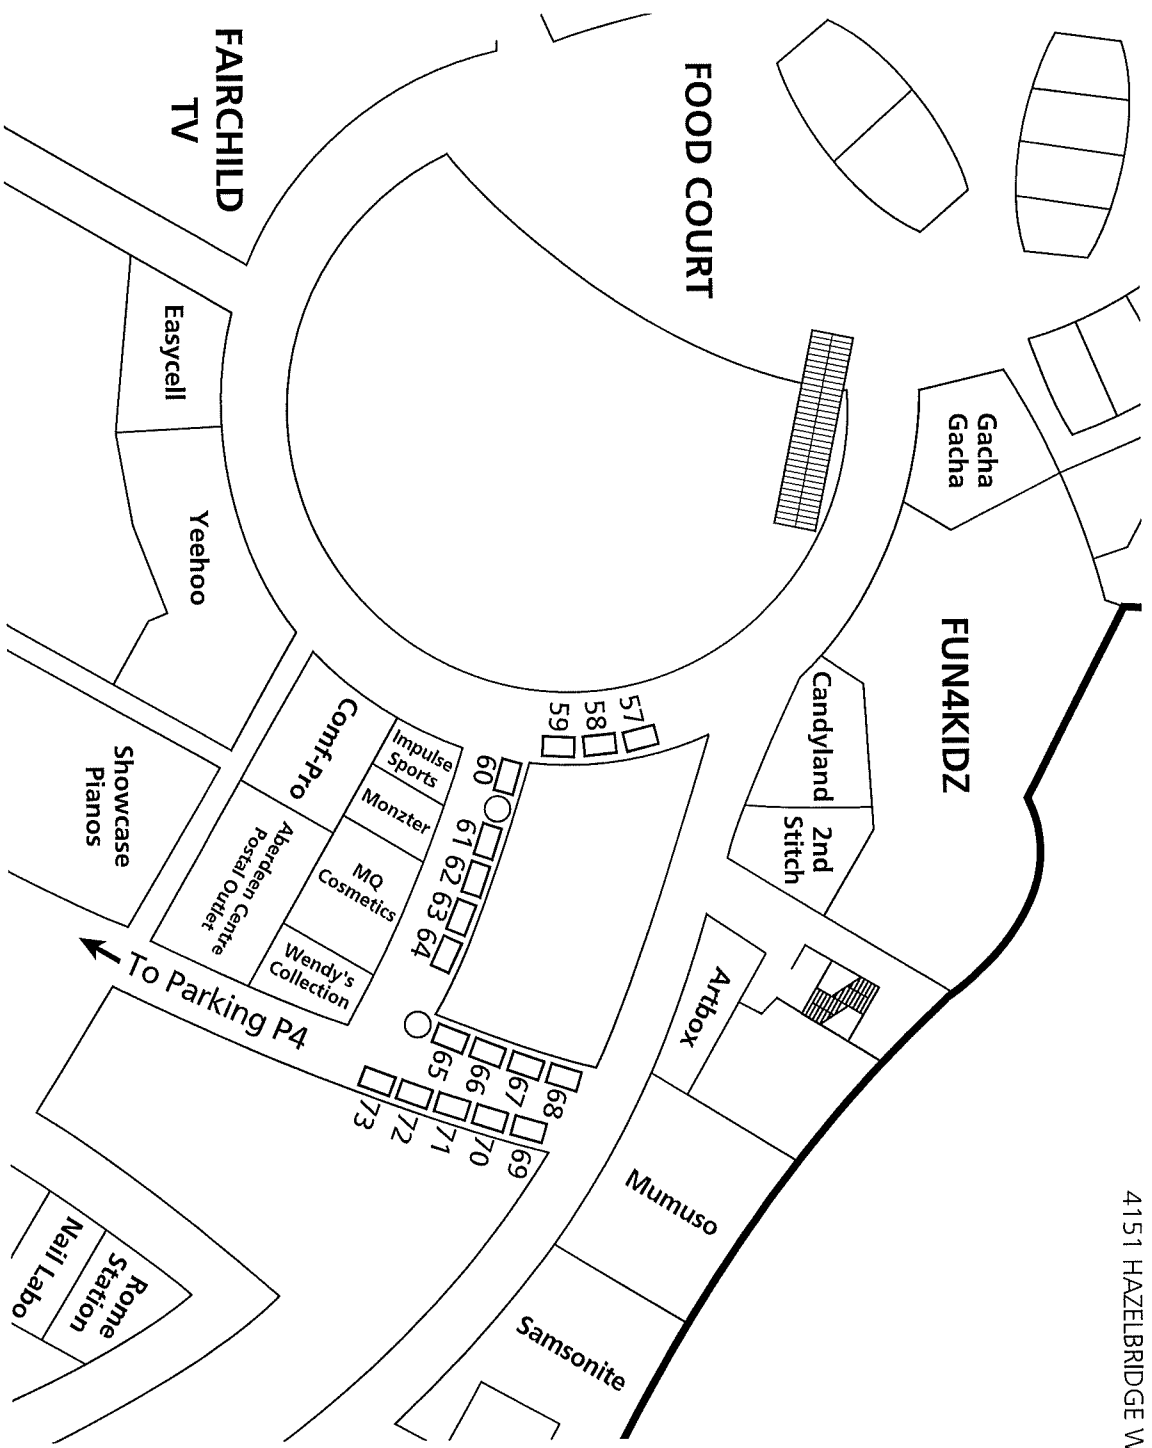 FAIRCHILD
TV
FOOD COURT
Easycell
Yeehoo
Gacha
Gacha
FUN4KIDZ
Candyland
2nd
Stitch
57
58
59
60
61
62
63
64
Impulse
Sports
Comf-Pro
Monzter
MQ
Cosmetics
Aberdeen Centre
Postal Outlet
Wendy's
Collection
Showcase
Pianos
To Parking P4
Artbox
65
66
67
68
69
70
71
72
73
Mumuso
Samsonite
Rome
Station
Nail Labo
4151 HAZELBRIDGE